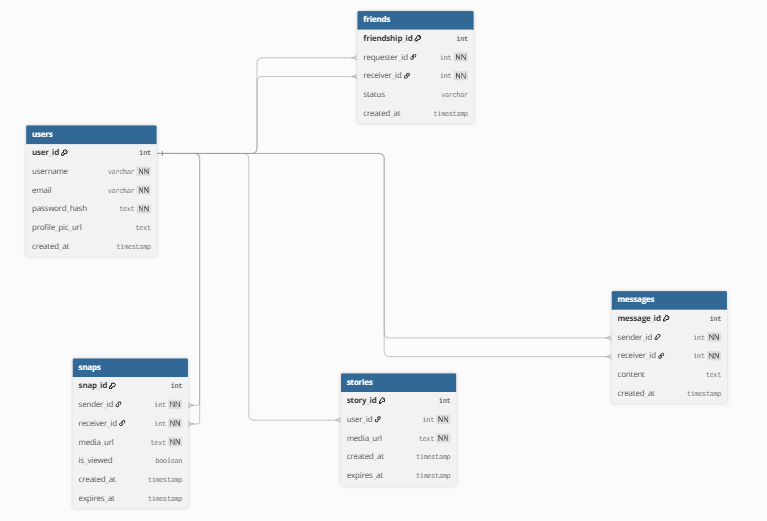 friends
friendship_id int
requester_id int NN
receiver_id int NN
status varchar
created_at timestamp
users
user_id int
username varchar NN
email varchar NN
password_hash text NN
profile_pic_url text
created_at timestamp
messages
message_id int
sender_id int NN
receiver_id int NN
content text
created_at timestamp
snaps
snap_id int
sender_id int NN
receiver_id int NN
media_url text NN
is_viewed boolean
created_at timestamp
expires_at timestamp
stories
story_id int
user_id int NN
media_url text NN
created_at timestamp
expires_at timestamp